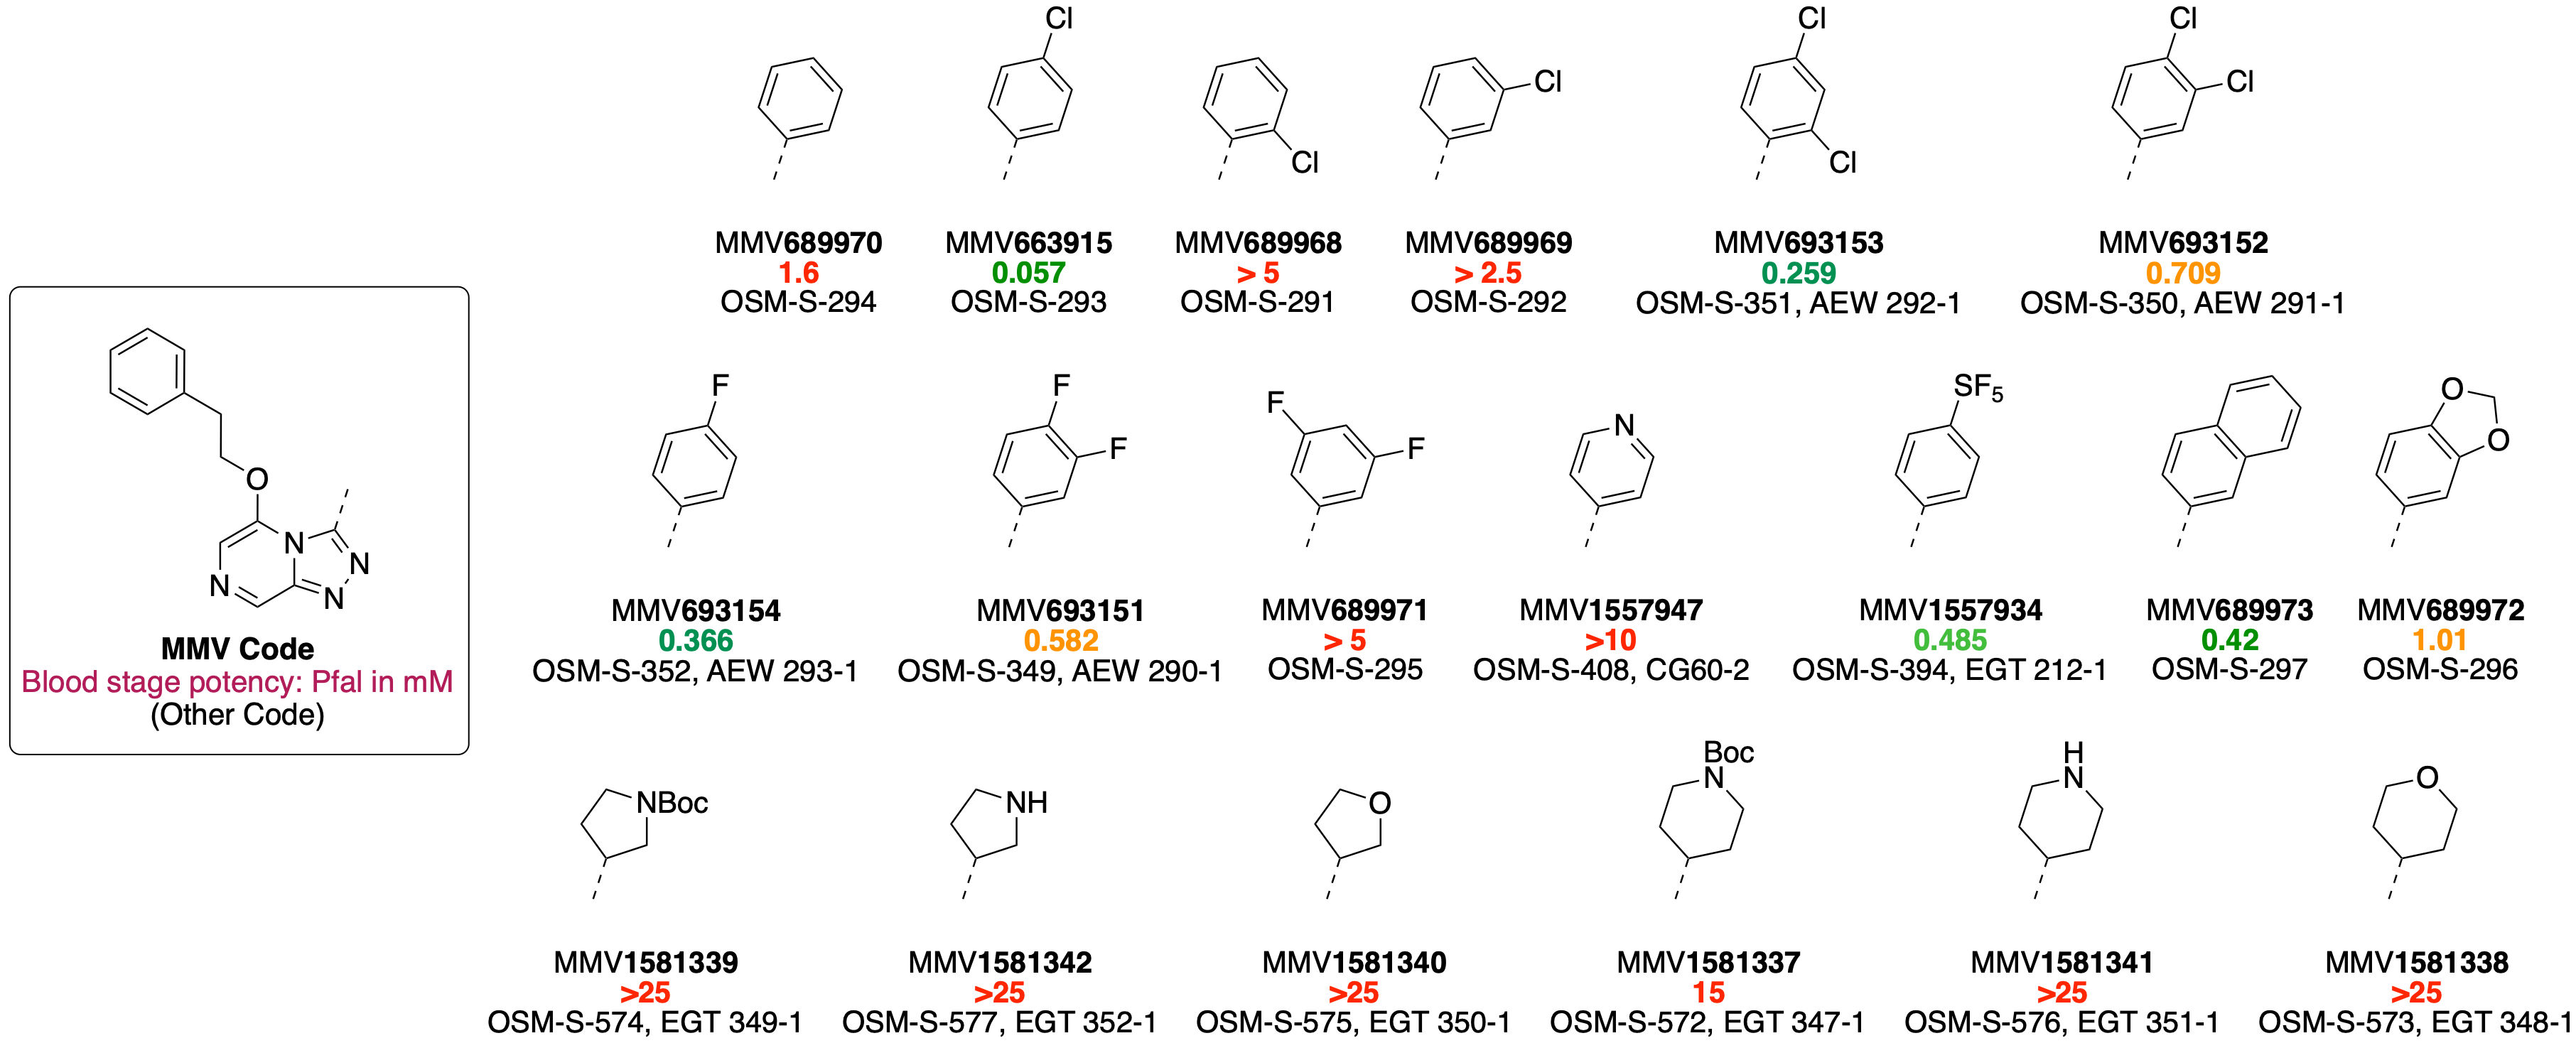 Cl
Cl
Cl
Cl
Cl
Cl
Cl
Cl
MMV689970
1.6
OSM-S-294
MMV663915
0.057
OSM-S-293
MMV689968
> 5
OSM-S-291
MMV689969
> 2.5
OSM-S-292
MMV693153
0.259
OSM-S-351, AEW 292-1
MMV693152
0.709
OSM-S-350, AEW 291-1
O
N
N
N
N
MMV Code
Blood stage potency: Pfal in mM
(Other Code)
F
F
F
F
F
N
SF5
O
O
MMV693154
0.366
OSM-S-352, AEW 293-1
MMV693151
0.582
OSM-S-349, AEW 290-1
MMV689971
> 5
OSM-S-295
MMV1557947
>10
OSM-S-408, CG60-2
MMV1557934
0.485
OSM-S-394, EGT 212-1
MMV689973
0.42
OSM-S-297
MMV689972
1.01
OSM-S-296
NBoc
NH
O
Boc
N
H
N
O
MMV1581339
>25
OSM-S-574, EGT 349-1
MMV1581342
>25
OSM-S-577, EGT 352-1
MMV1581340
>25
OSM-S-575, EGT 350-1
MMV1581337
15
OSM-S-572, EGT 347-1
MMV1581341
>25
OSM-S-576, EGT 351-1
MMV1581338
>25
OSM-S-573, EGT 348-1